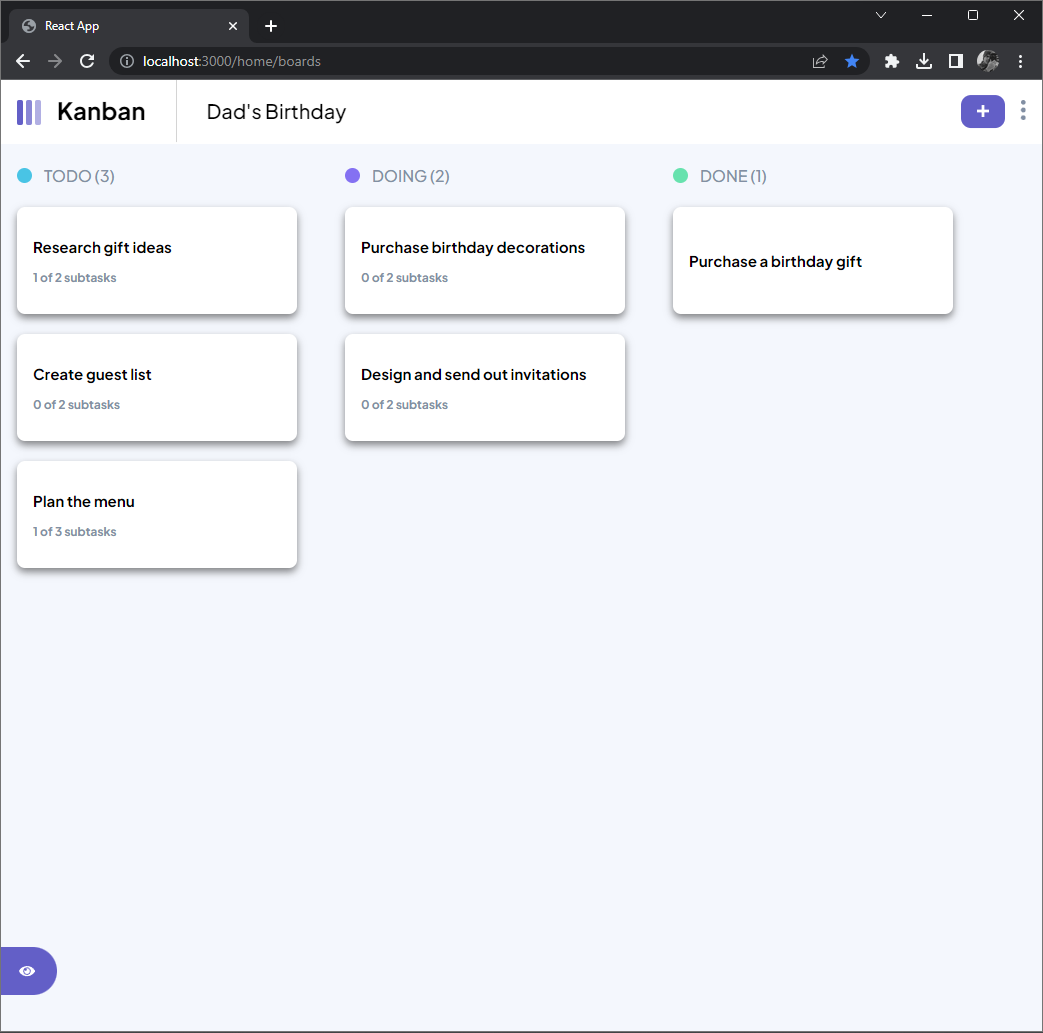 React App
localhost:3000/home/boards
Kanban
Dad's Birthday
TODO (3)
Research gift ideas
1 of 2 subtasks
Create guest list
0 of 2 subtasks
Plan the menu
1 of 3 subtasks
DOING (2)
Purchase birthday decorations
0 of 2 subtasks
Design and send out invitations
0 of 2 subtasks
DONE (1)
Purchase a birthday gift